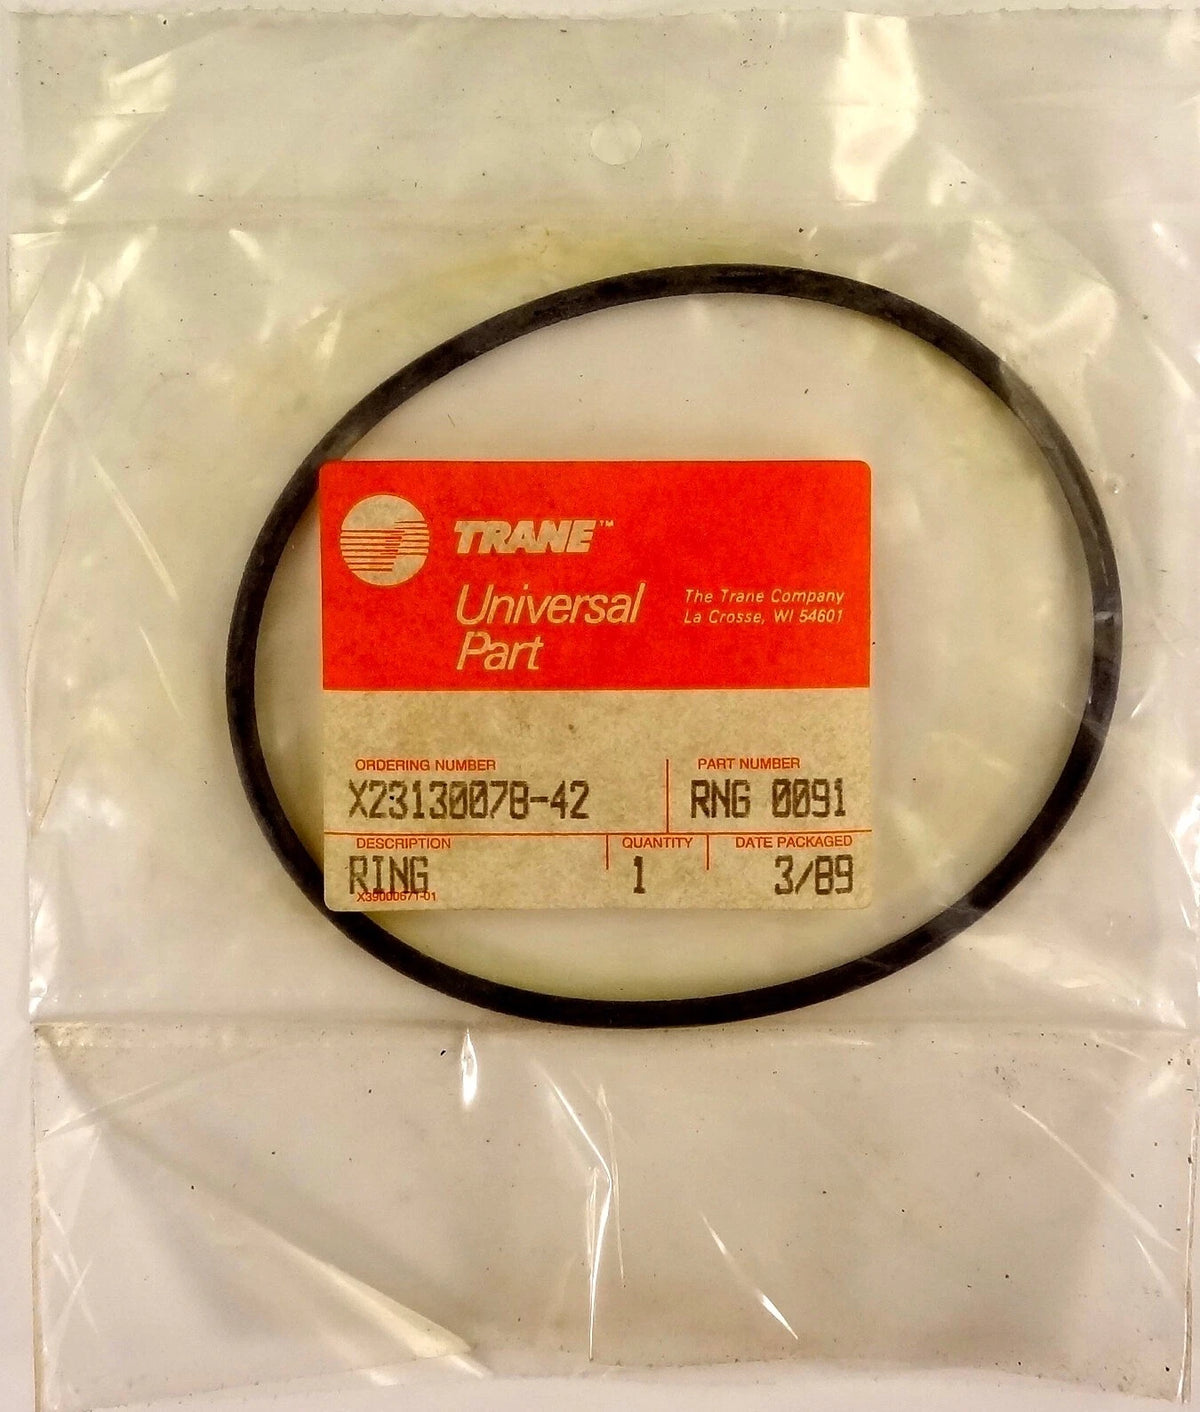 TRANE™
Universal
Part
The Trane Company
La Crosse, WI 54601
ORDERING NUMBER
X23130078-42
PART NUMBER
RNG 0091
DESCRIPTION
RING
QUANTITY
1
DATE PACKAGED
3/89
X39000671-01